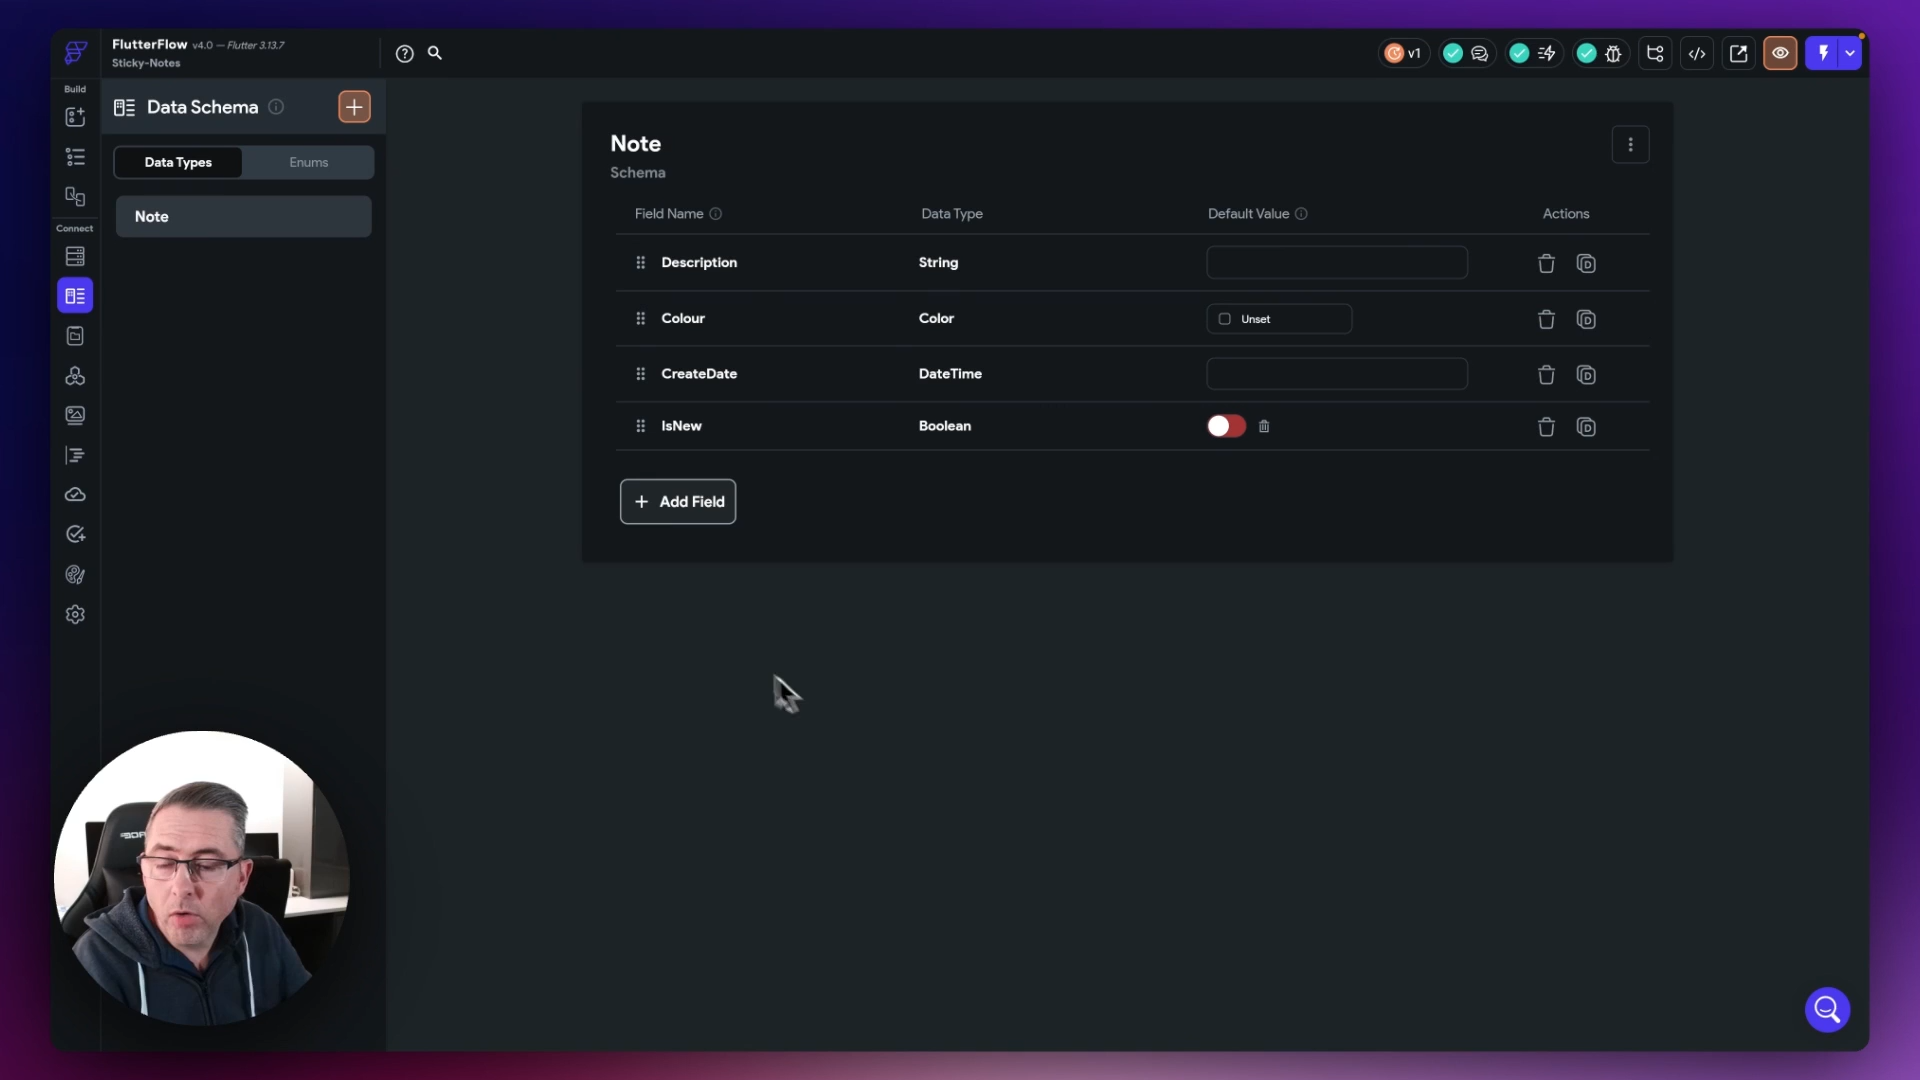 FlutterFlow v4.0 — Flutter 3.13.7
Sticky-Notes
v1
Build
Connect
Data Schema
Data Types Enums
Note
Note
Schema
Field Name Data Type Default Value Actions
Description String
Colour Color Unset
CreateDate DateTime
IsNew Boolean
+ Add Field